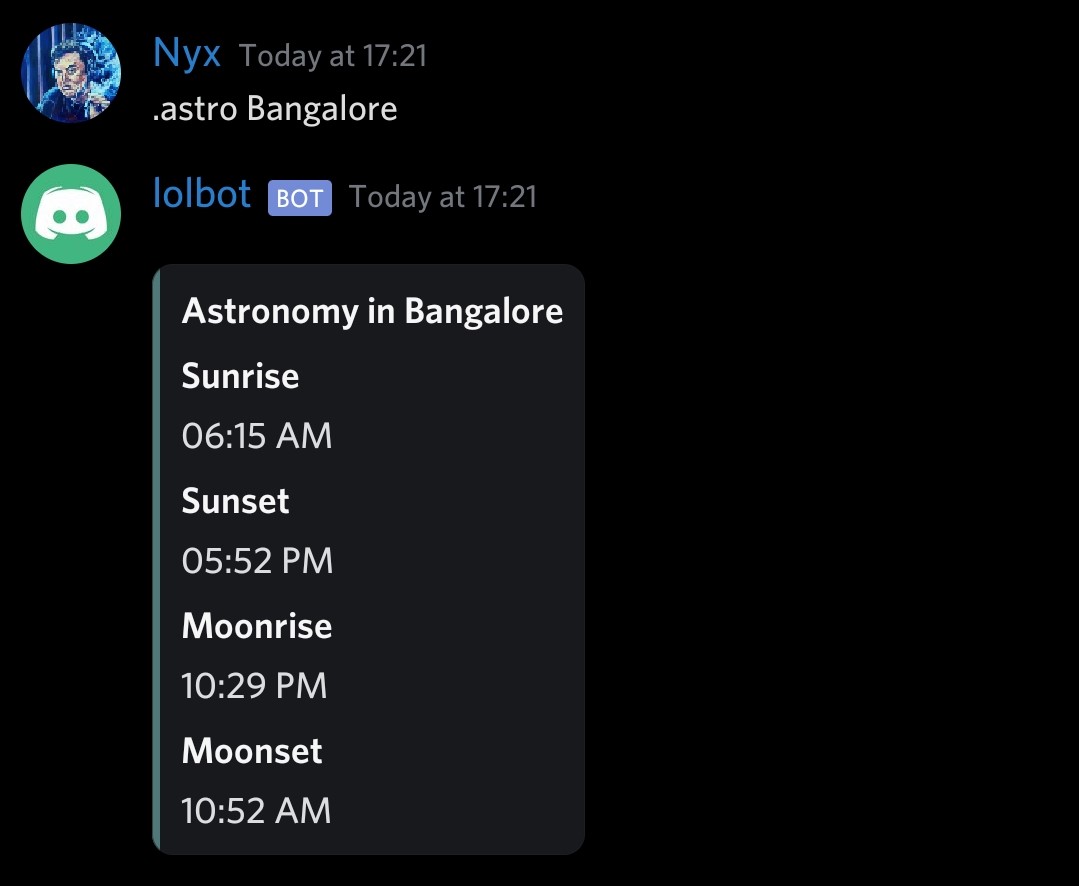 Nyx Today at 17:21
.astro Bangalore
lolbot BOT Today at 17:21
Astronomy in Bangalore
Sunrise
06:15 AM
Sunset
05:52 PM
Moonrise
10:29 PM
Moonset
10:52 AM